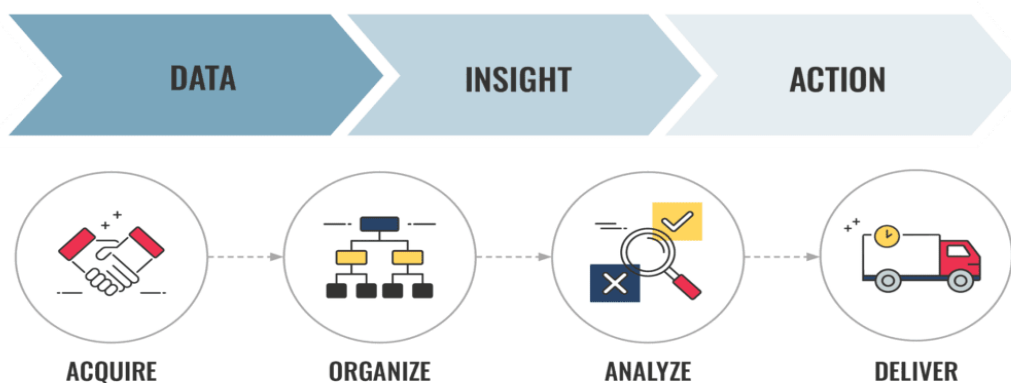 DATA
INSIGHT
ACTION
ACQUIRE
ORGANIZE
ANALYZE
DELIVER